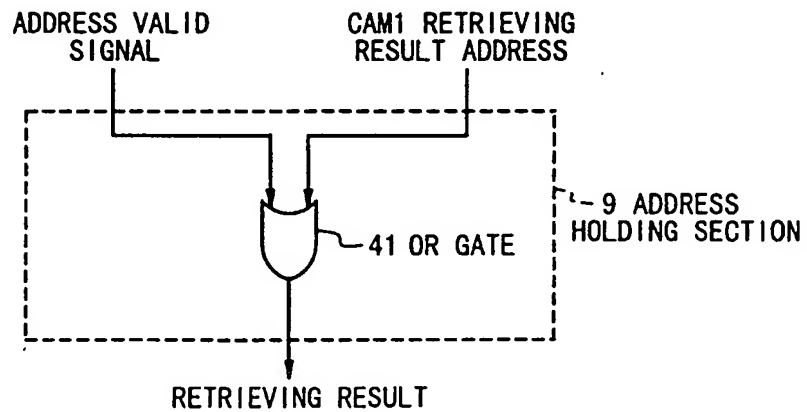 ADDRESS VALID
SIGNAL
CAM1 RETRIEVING
RESULT ADDRESS
9 ADDRESS
HOLDING SECTION
41 OR GATE
RETRIEVING RESULT